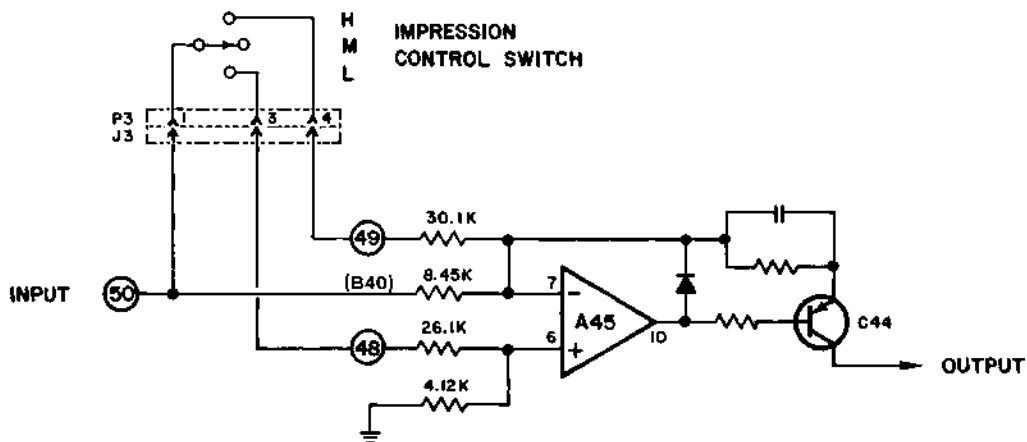 H
M
L
IMPRESSION
CONTROL SWITCH
P3
J3
1
3
4
49
30.1K
INPUT
50
(B40)
8.45K
7
A45
6
10
C44
48
26.1K
4.12K
OUTPUT